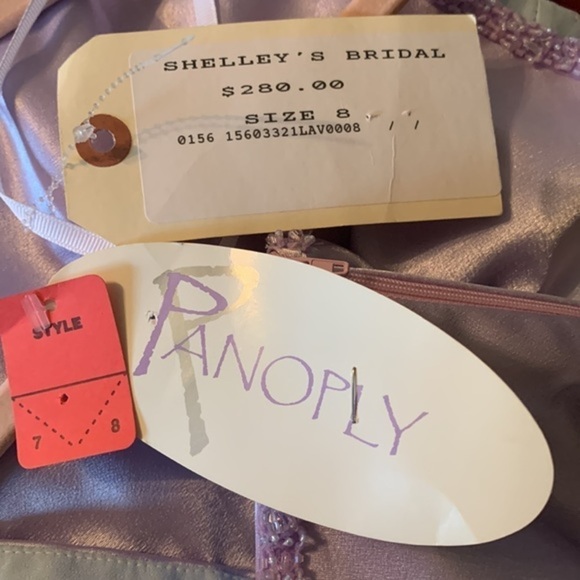 SHELLEY'S BRIDAL
$280.00
SIZE 8
0156 15603321LAV0008
PANOPLY
STYLE
7 8